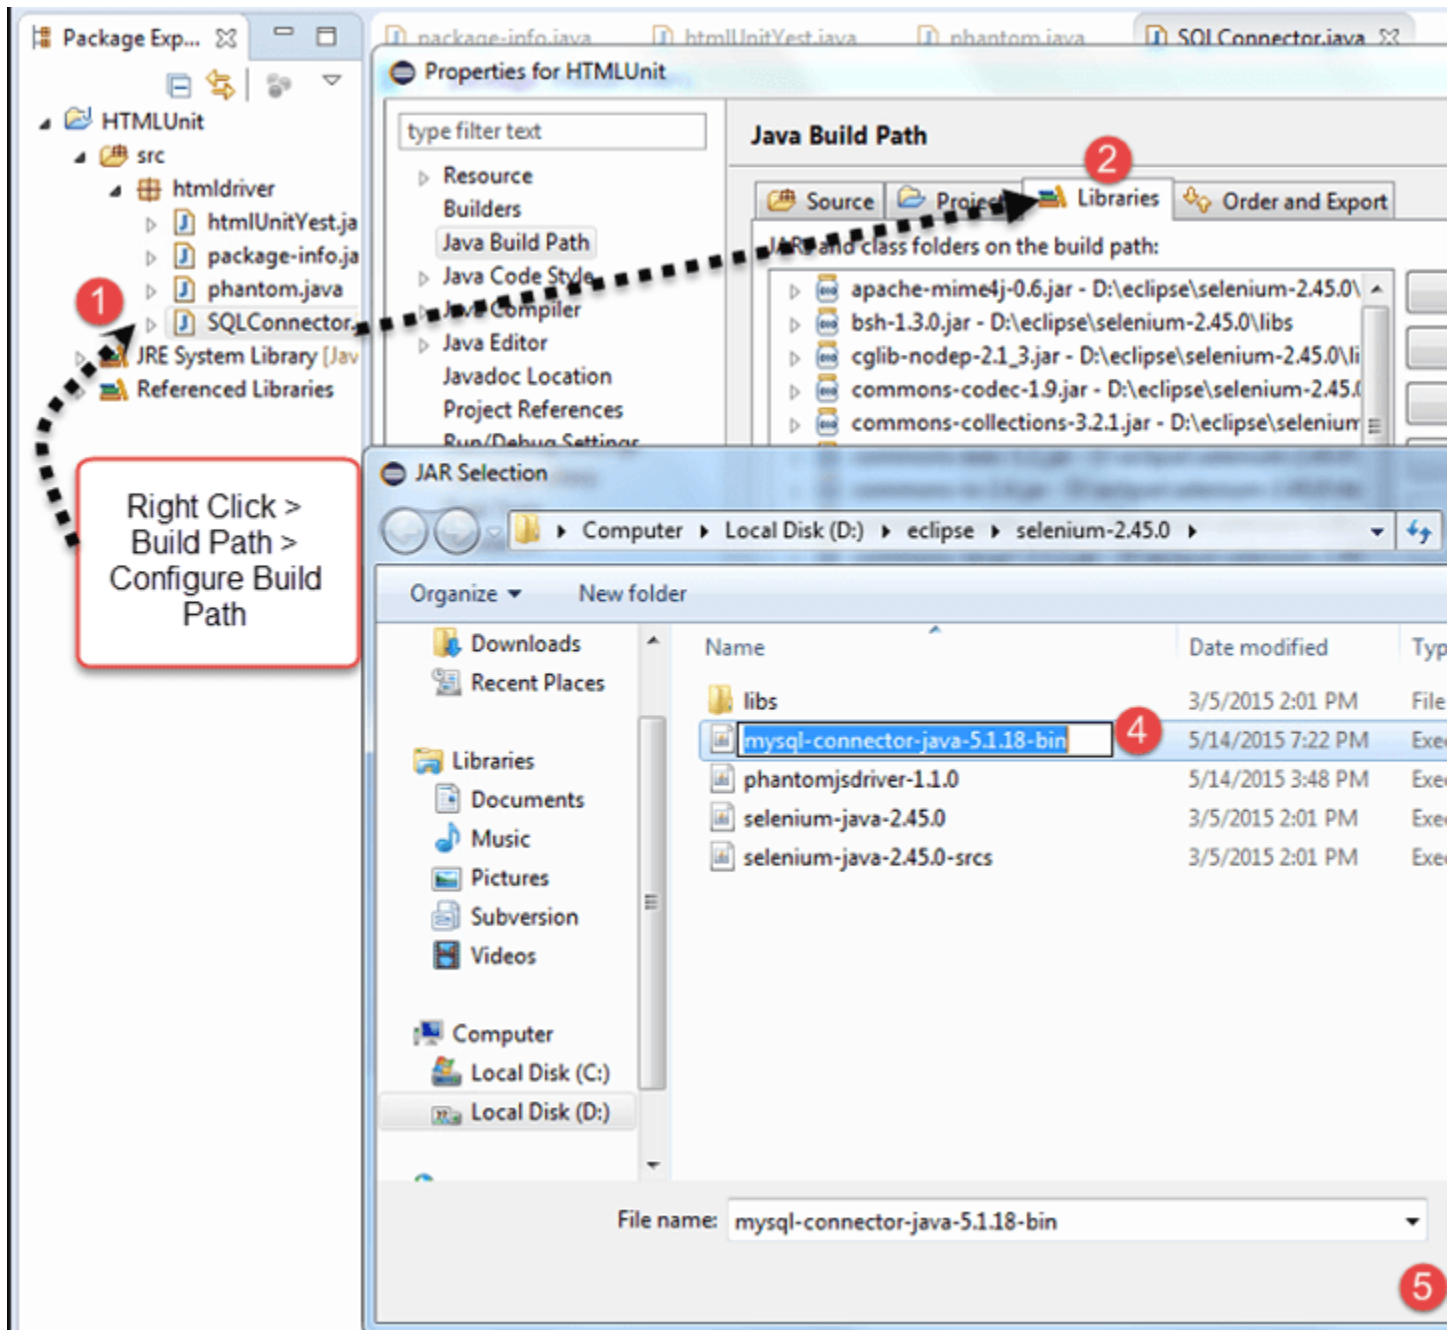 Package Exp...
package-info.java
htmlUnitYest.java
phantom.java
SQLConnector.java
Properties for HTMLUnit
HTMLUnit
src
htmldriver
htmlUnitYest.ja
package-info.ja
phantom.java
1
SQLConnector.
JRE System Library [Jav
Referenced Libraries
Right Click >
Build Path >
Configure Build
Path
type filter text
Resource
Builders
Java Build Path
Java Code Style
Java Compiler
Java Editor
Javadoc Location
Project References
Run/Debug Settings
Java Build Path
2
Source
Project
Libraries
Order and Export
JARs and class folders on the build path:
apache-mime4j-0.6.jar - D:\eclipse\selenium-2.45.0\
bsh-1.3.0.jar - D:\eclipse\selenium-2.45.0\libs
cglib-nodep-2.1_3.jar - D:\eclipse\selenium-2.45.0\li
commons-codec-1.9.jar - D:\eclipse\selenium-2.45.0
commons-collections-3.2.1.jar - D:\eclipse\selenium
JAR Selection
Computer Local Disk (D:) eclipse selenium-2.45.0
Organize New folder
Downloads
Recent Places
Libraries
Documents
Music
Pictures
Subversion
Videos
Computer
Local Disk (C:)
Local Disk (D:)
Name Date modified Typ
libs 3/5/2015 2:01 PM File
mysql-connector-java-5.1.18-bin 4 5/14/2015 7:22 PM Exec
phantomjsdriver-1.1.0 5/14/2015 3:48 PM Exec
selenium-java-2.45.0 3/5/2015 2:01 PM Exec
selenium-java-2.45.0-srcs 3/5/2015 2:01 PM Exec
File name: mysql-connector-java-5.1.18-bin
5